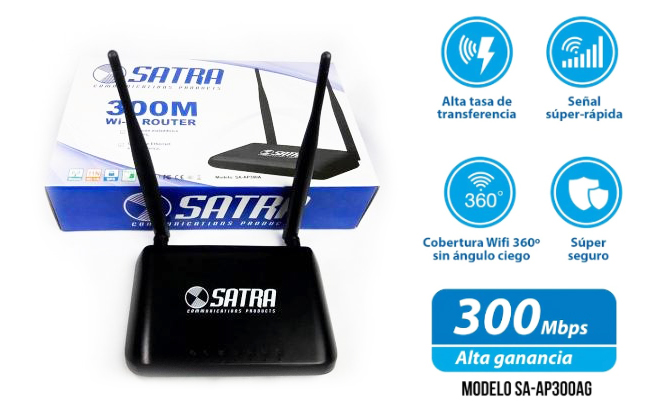 SATRA
COMMUNICATIONS PRODUCTS
300M
ROUTER
SATRA
COMMUNICATIONS PRODUCTS
SATRA
COMMUNICATIONS PRODUCTS
Alta tasa de
transferencia
Señal
súper-rápida
360°
Cobertura Wifi 360º
sin ángulo ciego
Súper
seguro
300 Mbps
Alta ganancia
MODELO SA-AP300AG